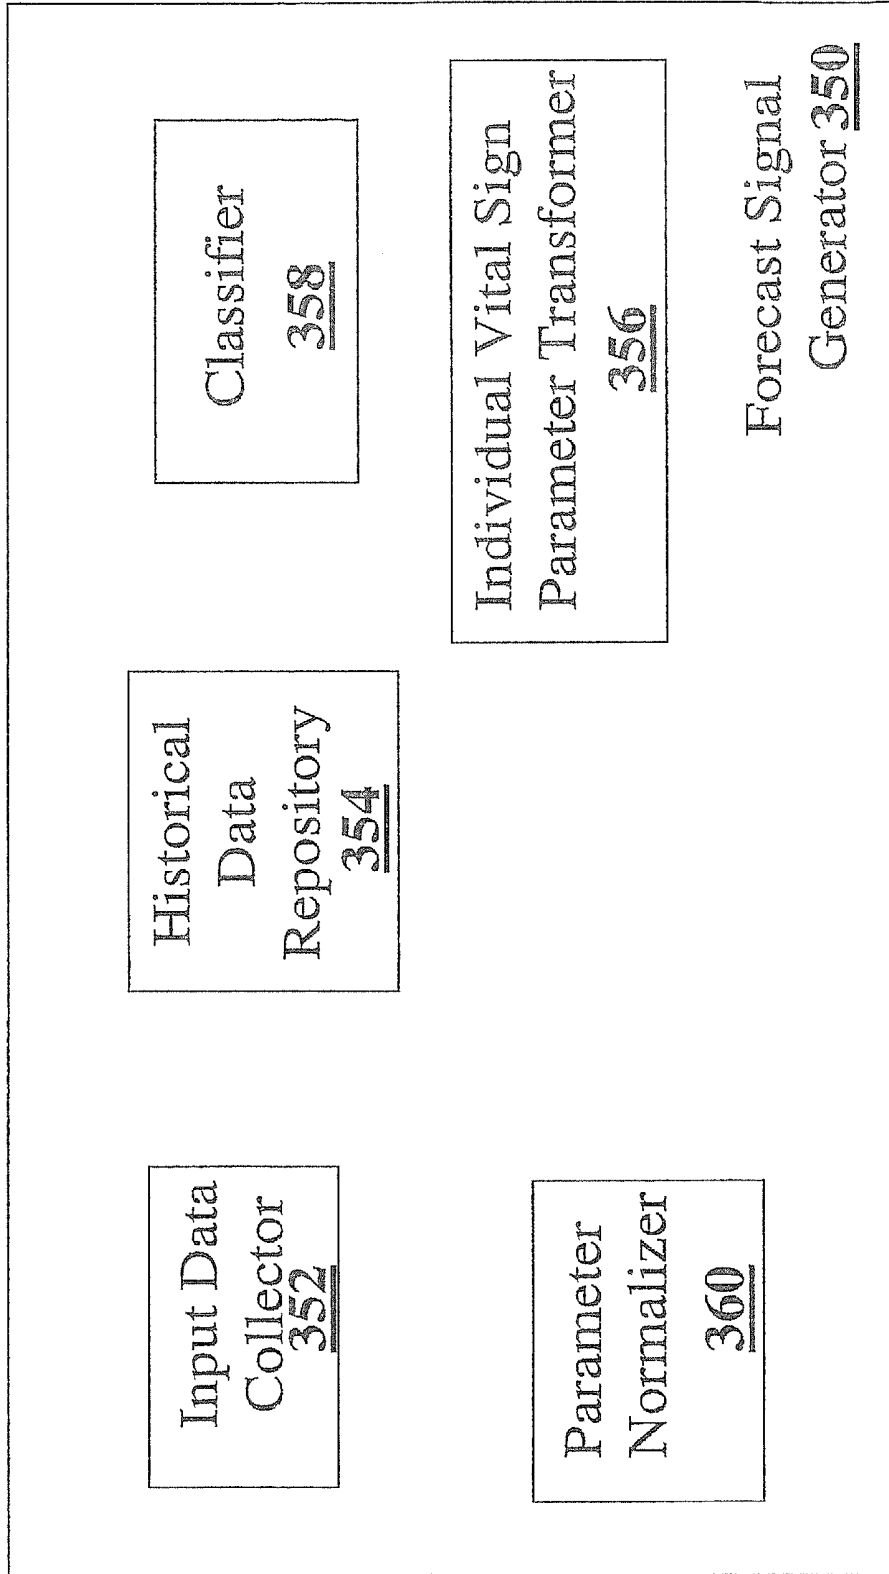 Input Data
Collector
352
Historical
Data
Repository
354
Classifier
358
Parameter
Normalizer
360
Individual Vital Sign
Parameter Transformer
356
Forecast Signal
Generator 350